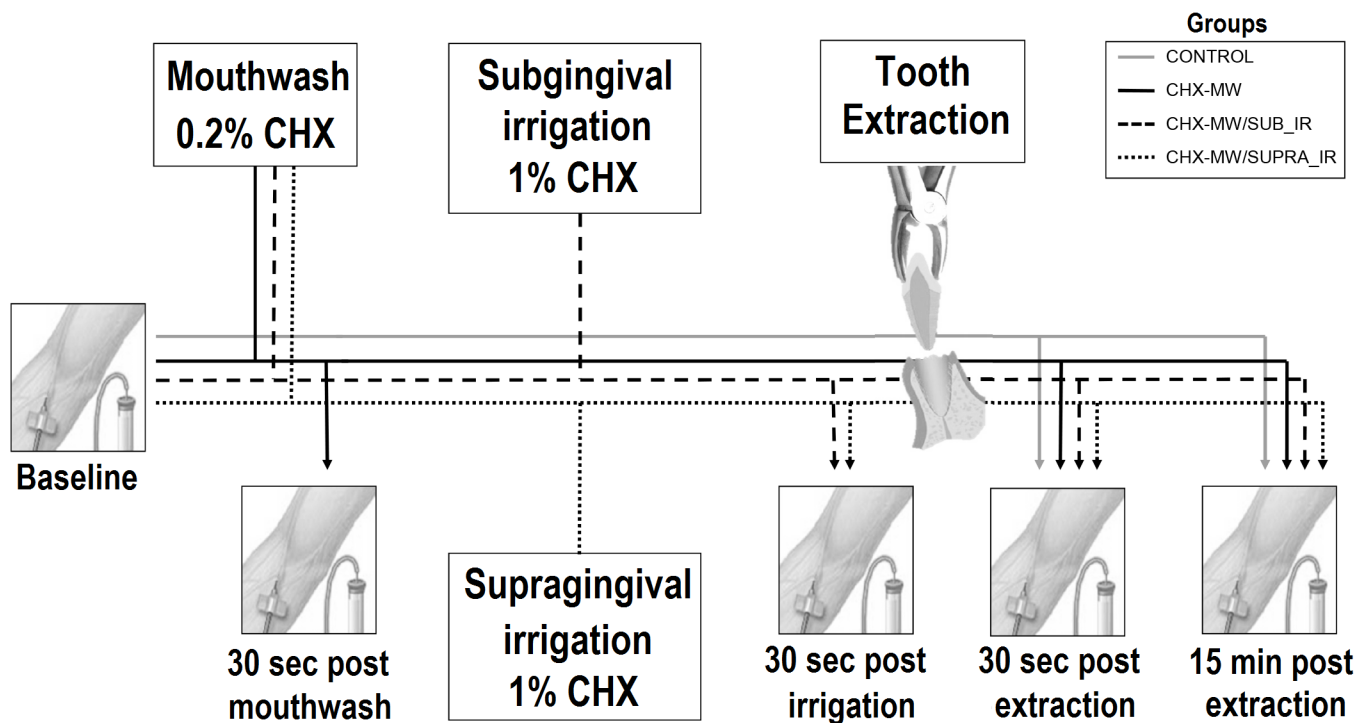 Groups
CONTROL
CHX-MW
CHX-MW/SUB_IR
CHX-MW/SUPRA_IR
Mouthwash
0.2% CHX
Subgingival
irrigation
1% CHX
Tooth
Extraction
Baseline
Supragingival
irrigation
1% CHX
30 sec post
mouthwash
30 sec post
irrigation
30 sec post
extraction
15 min post
extraction